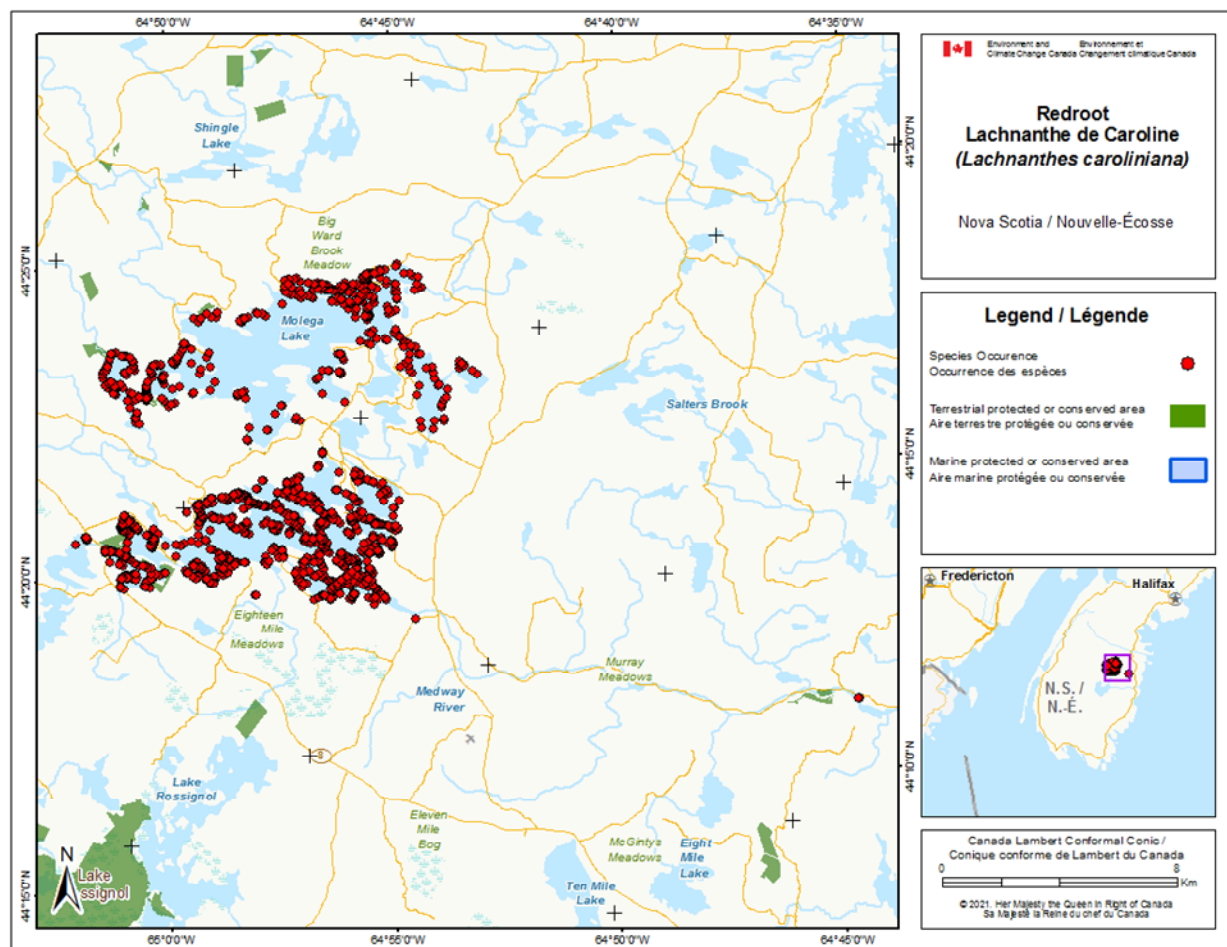 64°50'0"W
64°45'0"W
64°40'0"W
64°35'0"W
44°25'0"N
44°20'0"N
44°15'0"N
44°20'0"N
44°15'0"N
44°10'0"N
65°0'0"W
64°55'0"W
64°50'0"W
64°45'0"W
Shingle
Lake
Big
Ward
Brook
Meadow
Molega
Lake
Salters Brook
Eighteen
Mile
Meadows
Murray
Meadows
Medway
River
8
Lake
Rossignol
Eleven
Mile
Bog
McGintys
Meadows
Eight
Mile
Lake
Ten Mile
Lake
N
Lake
ssignol
Environment and
Climate Change Canada
Environnement et
Changement climatique Canada
Redroot
Lachnanthe de Caroline
(Lachnanthes caroliniana)
Nova Scotia / Nouvelle-Écosse
Legend / Légende
Species Occurence
Occurrence des espèces
Terrestrial protected or conserved area
Aire terrestre protégée ou conservée
Marine protected or conserved area
Aire marine protégée ou conservée
Fredericton
Halifax
N.S. /
N.-É.
Canada Lambert Conformal Conic /
Conique conforme de Lambert du Canada
0
8
Km
© 2021. Her Majesty the Queen in Right of Canada
Sa Majesté la Reine du chef du Canada